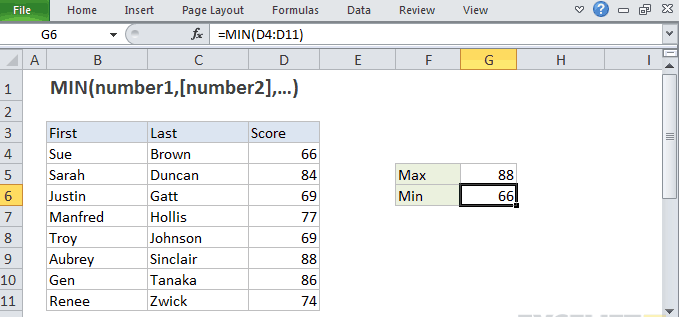 File Home Insert Page Layout Formulas Data Review View
G6 fx =MIN(D4:D11)
A B C D E F G H I
1 MIN(number1,[number2],…)
2
3 First Last Score
4 Sue Brown 66
5 Sarah Duncan 84 Max 88
6 Justin Gatt 69 Min 66
7 Manfred Hollis 77
8 Troy Johnson 69
9 Aubrey Sinclair 88
10 Gen Tanaka 86
11 Renee Zwick 74